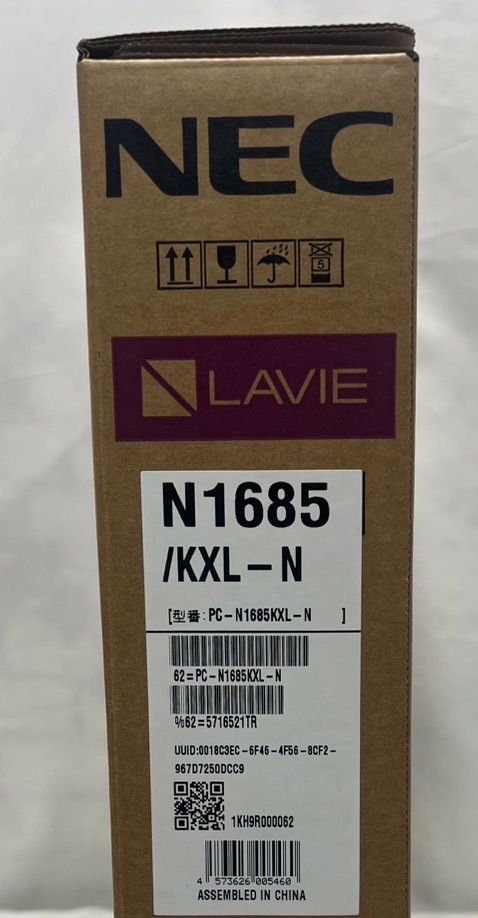 NEC
5
LAVIE
N1685
/KXL-N
[型番:PC-N1685KXL-N ]
62=PC-N1685KXL-N
%62=5716521TR
UUID:0018C3EC-6F46-4F56-8CF2-
967D7250DCC9
1KH9R000062
4 573626 005460
ASSEMBLED IN CHINA